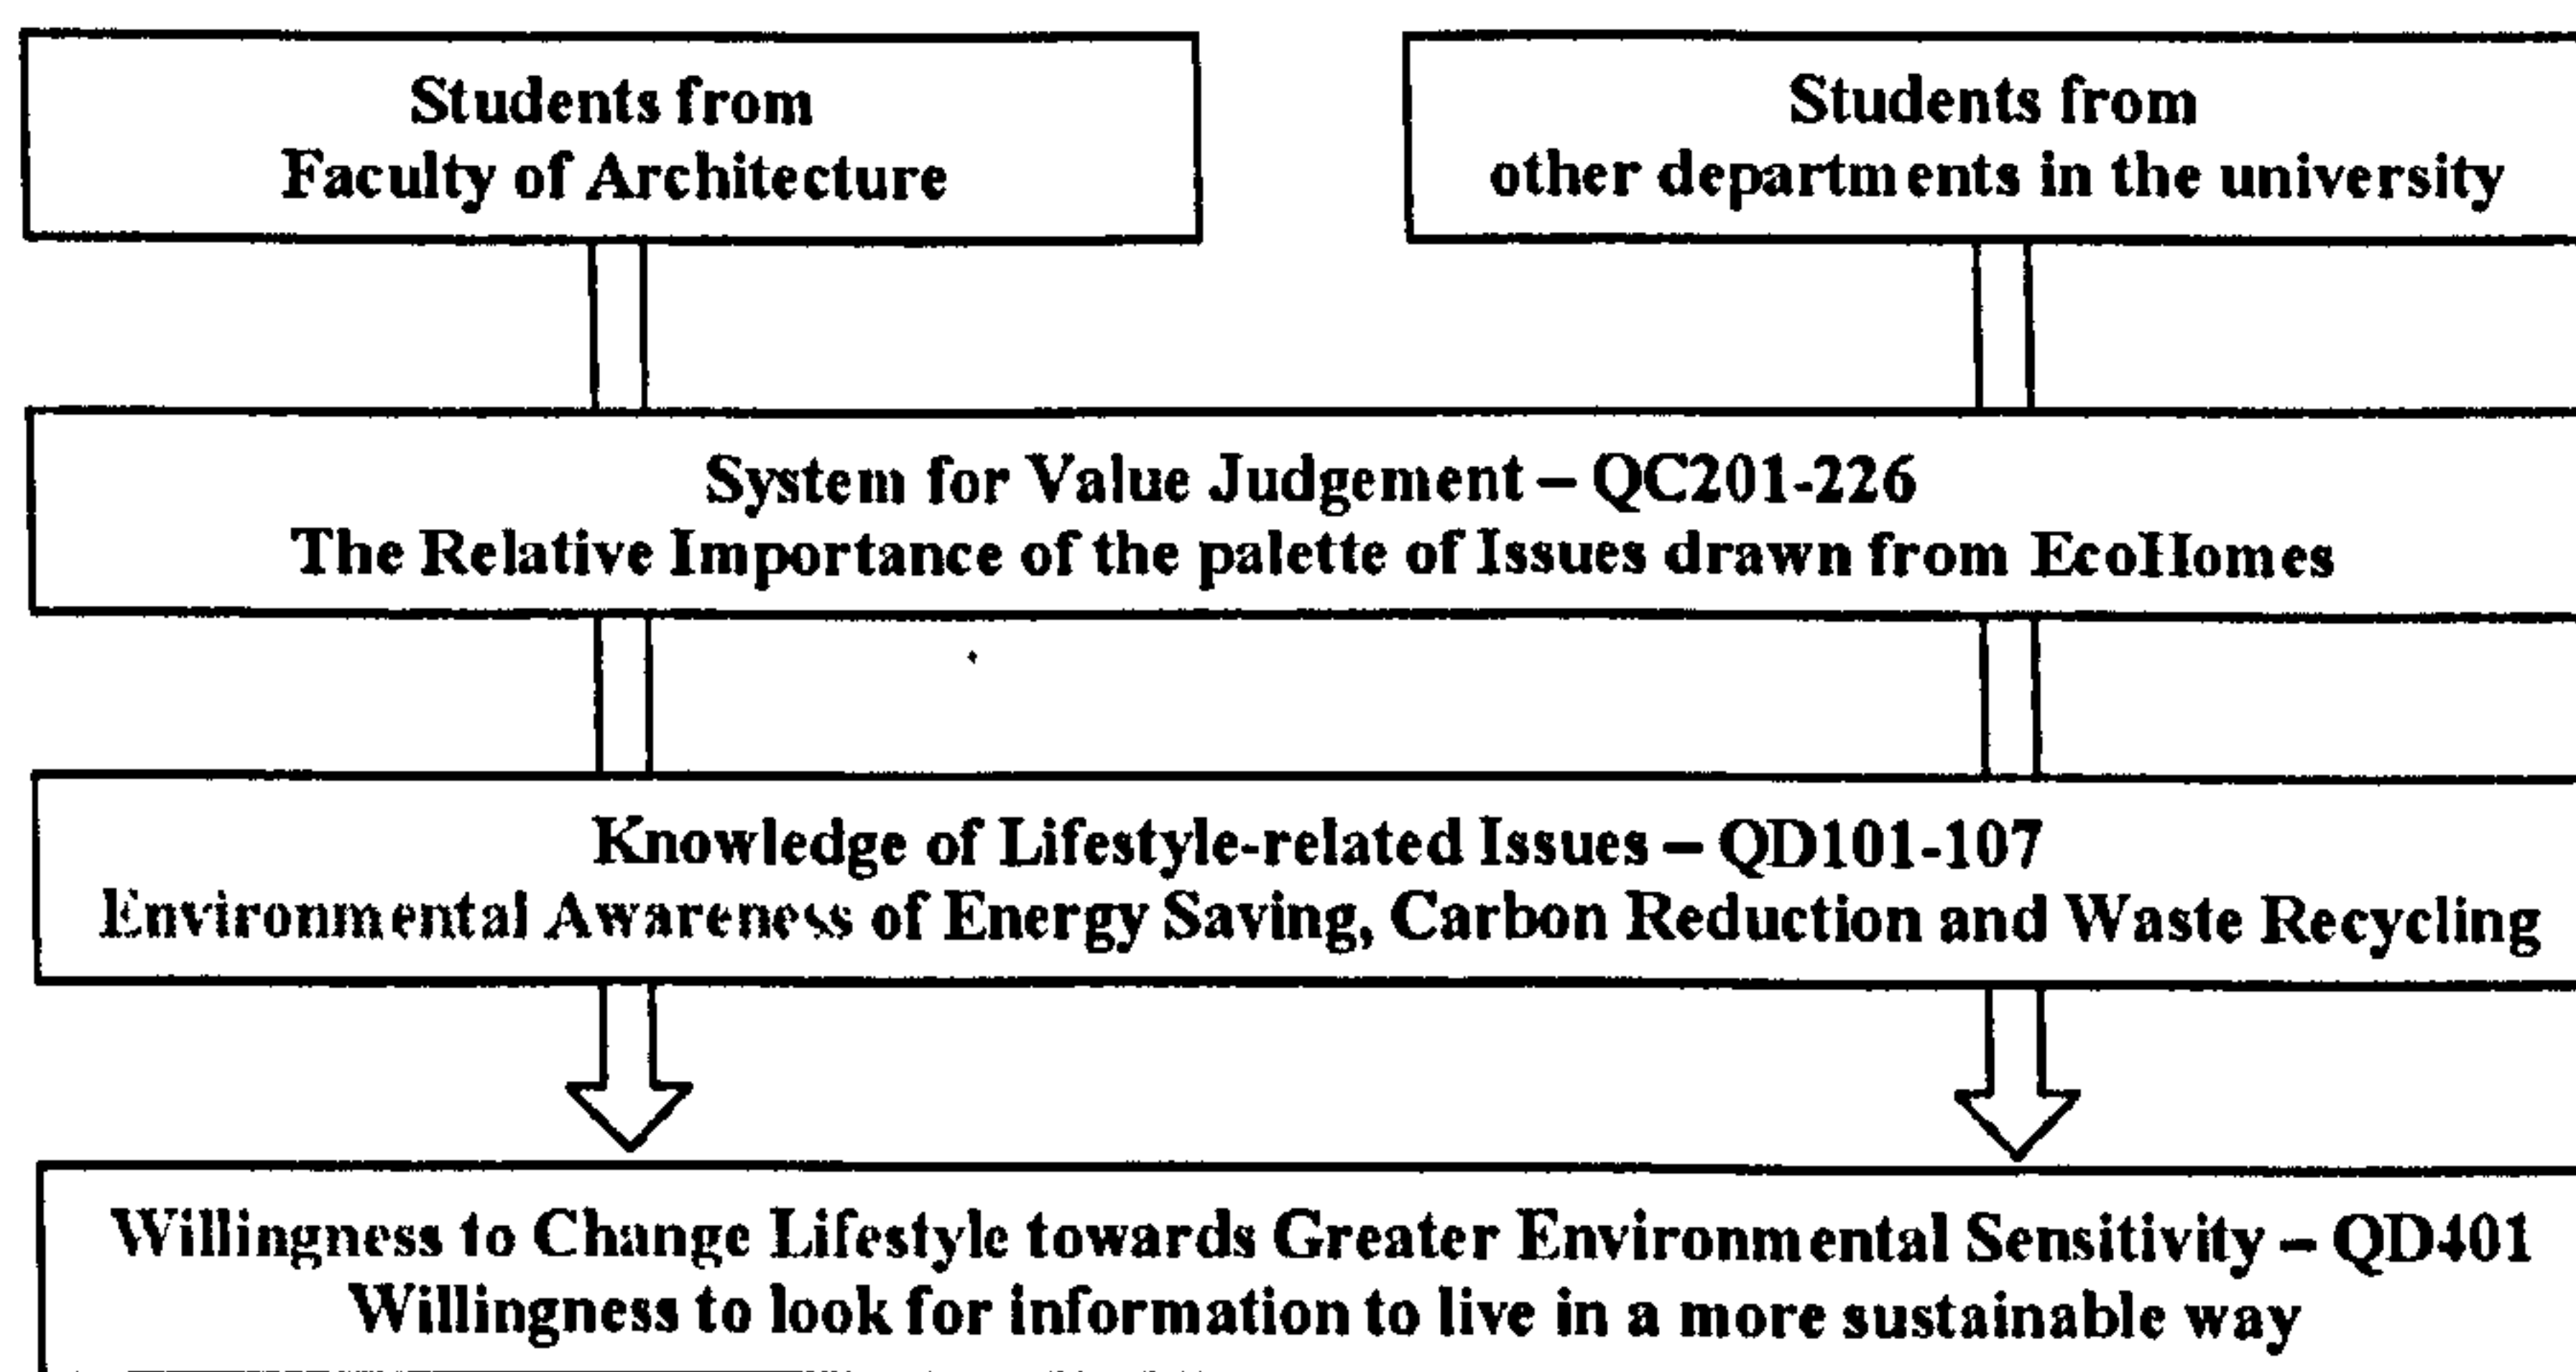 Students from
Faculty of Architecture
Students from
other departments in the university
System for Value Judgement – QC201-226
The Relative Importance of the palette of Issues drawn from EcoHomes
Knowledge of Lifestyle-related Issues – QD101-107
Environmental Awareness of Energy Saving, Carbon Reduction and Waste Recycling
Willingness to Change Lifestyle towards Greater Environmental Sensitivity – QD401
Willingness to look for information to live in a more sustainable way